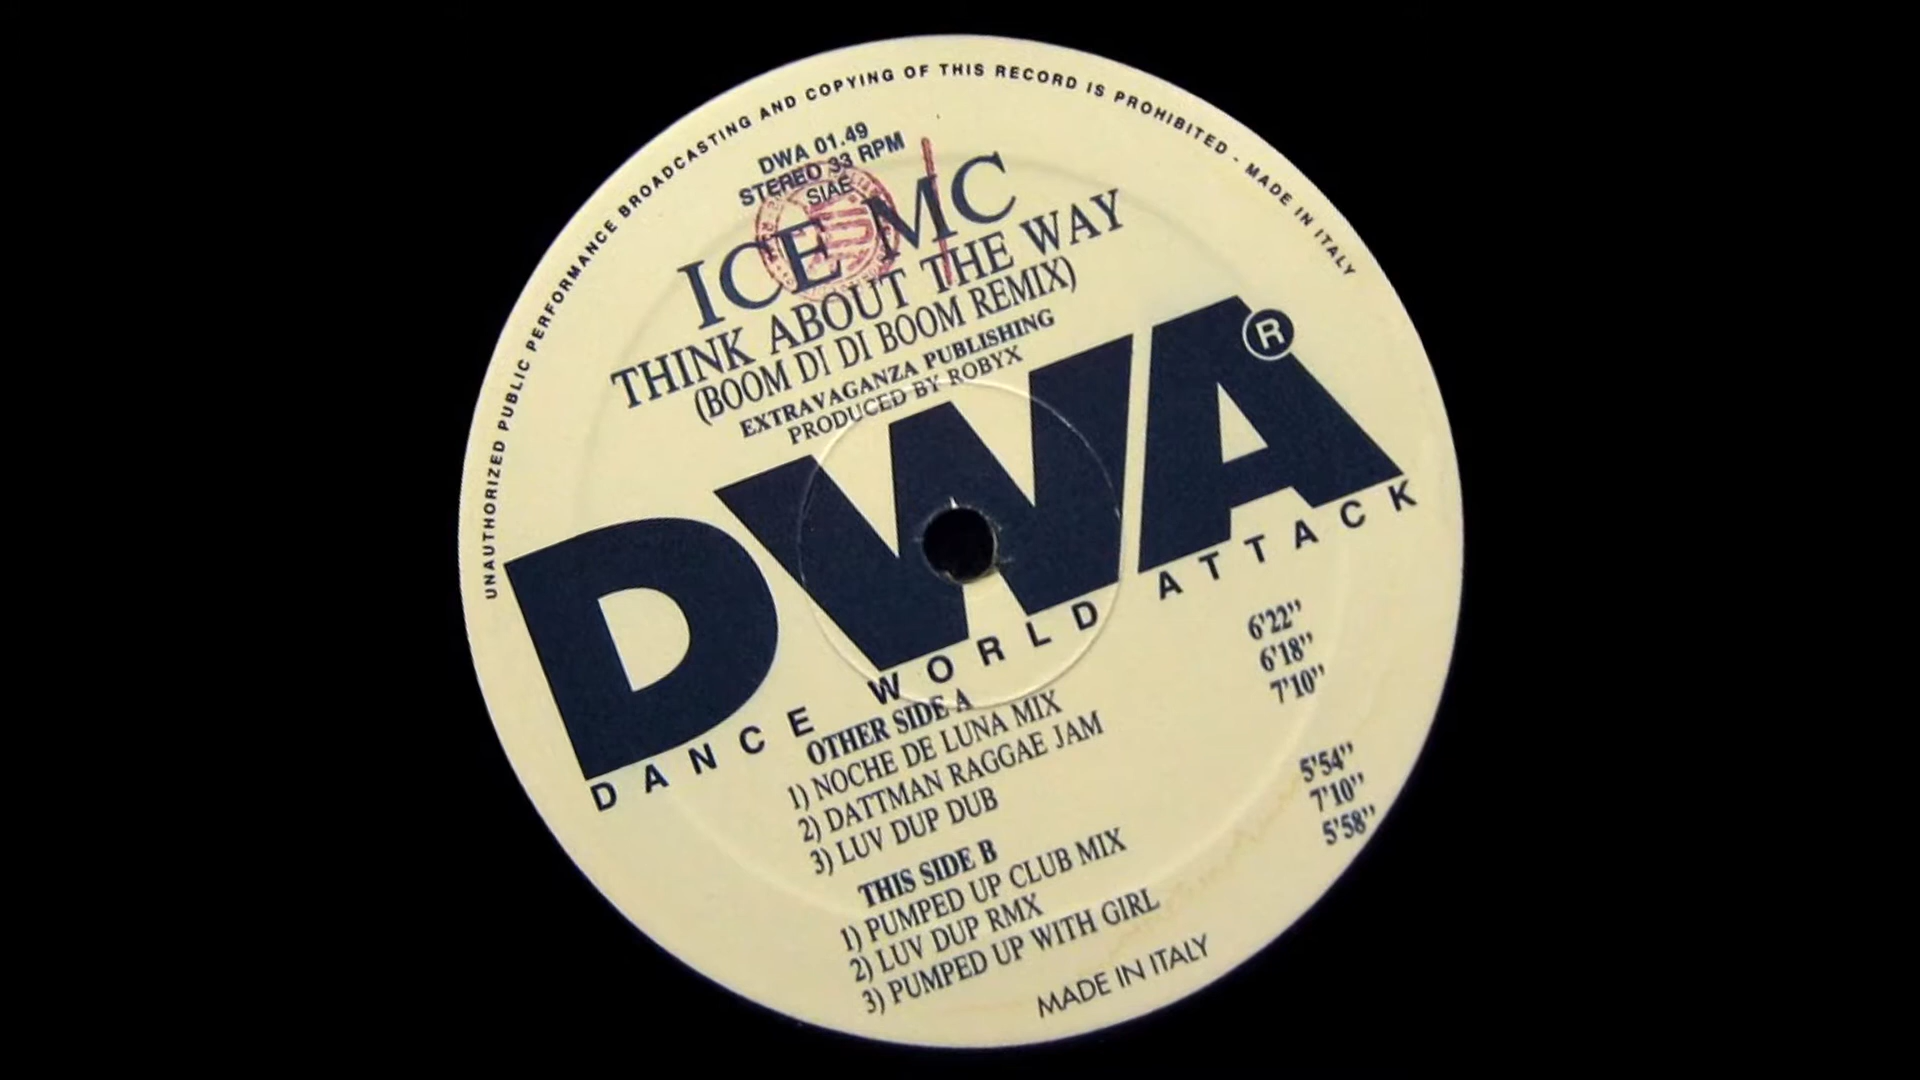 UNAUTHORIZED PUBLIC PERFORMANCE BROADCASTING AND COPYING OF THIS RECORD IS PROHIBITED - MADE IN ITALY
DWA 01.49
STEREO 33 RPM
SIAE
ICE MC
THINK ABOUT THE WAY
(BOOM DI DI BOOM REMIX)
EXTRAVAGANZA PUBLISHING
PRODUCED BY ROBYX
DWA®
DANCE WORLD ATTACK
OTHER SIDE A
1) NOCHE DE LUNA MIX 6'22''
2) DATTMAN RAGGAE JAM 6'18''
3) LUV DUP DUB 7'10''
THIS SIDE B
1) PUMPED UP CLUB MIX 5'54''
2) LUV DUP RMX 7'10''
3) PUMPED UP WITH GIRL 5'58''
MADE IN ITALY